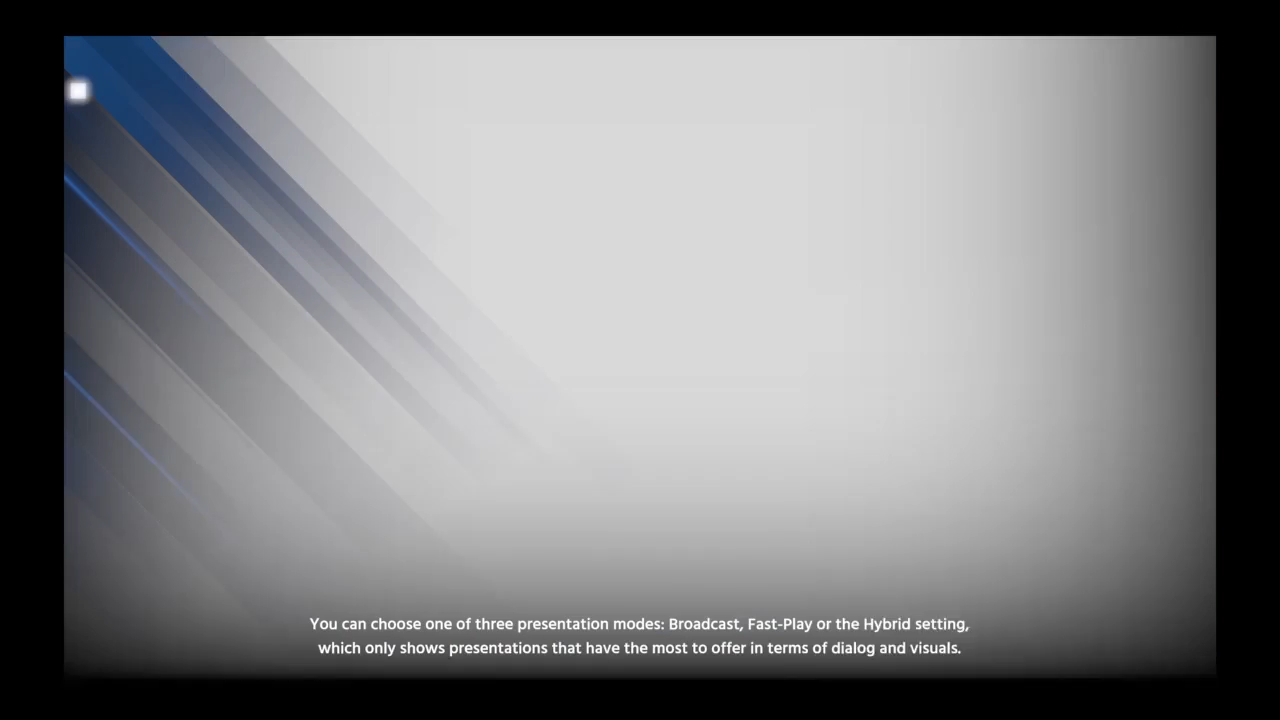 You can choose one of three presentation modes: Broadcast, Fast-Play or the Hybrid setting,
which only shows presentations that have the most to offer in terms of dialog and visuals.